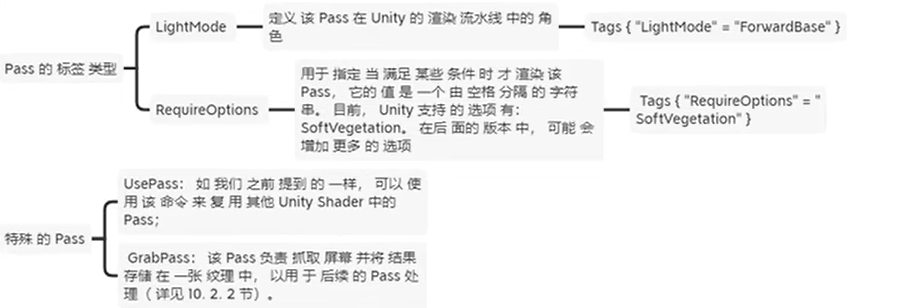 Pass 的 标签 类型
LightMode
定义 该 Pass 在 Unity 的 渲染 流水线 中的 角
色
Tags { "LightMode" = "ForwardBase" }
RequireOptions
用于 指定 当 满足 某些 条件 时 才 渲染 该
Pass， 它的 值 是 一个 由 空格 分隔 的 字符
串。 目前， Unity 支持 的 选项 有：
SoftVegetation。 在后 面的 版本 中， 可能 会
增加 更多 的 选项
Tags { "RequireOptions" = "
SoftVegetation" }
特殊 的 Pass
UsePass： 如 我们 之前 提到 的 一样， 可以 使
用 该 命令 来 复 用 其他 Unity Shader 中的
Pass；
GrabPass： 该 Pass 负责 抓取 屏幕 并将 结果
存储 在 一张 纹理 中， 以用 于 后续 的 Pass 处
理（ 详见 10. 2. 2 节）。